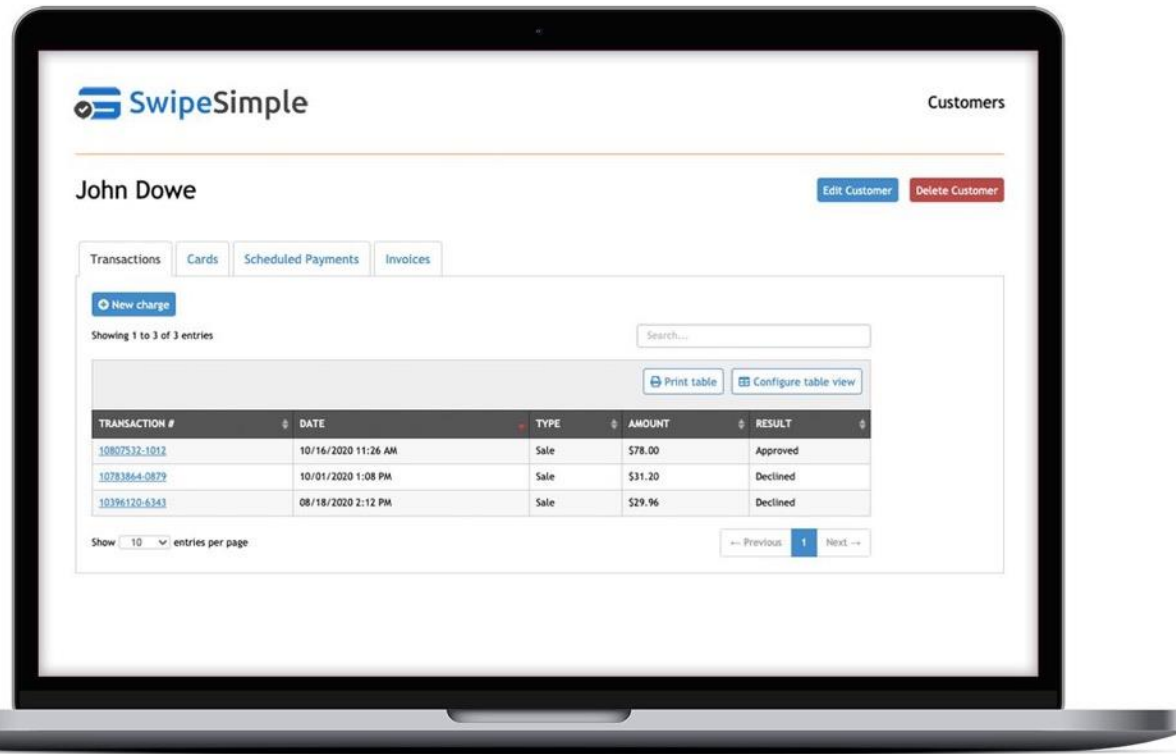 SwipeSimple
Customers
John Dowe
Edit Customer Delete Customer
Transactions Cards Scheduled Payments Invoices
New charge
Showing 1 to 3 of 3 entries
Search...
Print table Configure table view
TRANSACTION # DATE TYPE AMOUNT RESULT
10807532-1012 10/16/2020 11:26 AM Sale $78.00 Approved
10783864-0879 10/01/2020 1:08 PM Sale $31.20 Declined
10396120-6343 08/18/2020 2:12 PM Sale $29.96 Declined
Show 10 entries per page
← Previous 1 Next →